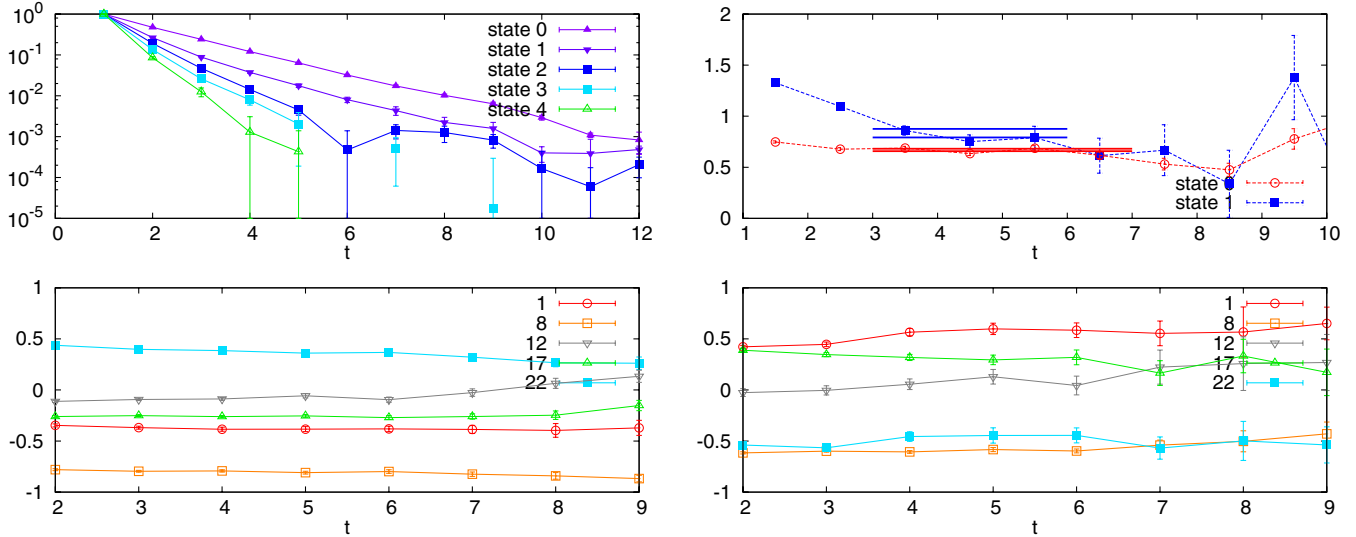 10^0
10^-1
10^-2
10^-3
10^-4
10^-5
0 2 4 6 8 10 12
t
state 0
state 1
state 2
state 3
state 4
2
1.5
1
0.5
0
1 2 3 4 5 6 7 8 9 10
t
state 0
state 1
1
0.5
0
-0.5
-1
2 3 4 5 6 7 8 9
t
1
8
12
17
22
1
0.5
0
-0.5
-1
2 3 4 5 6 7 8 9
t
1
8
12
17
22